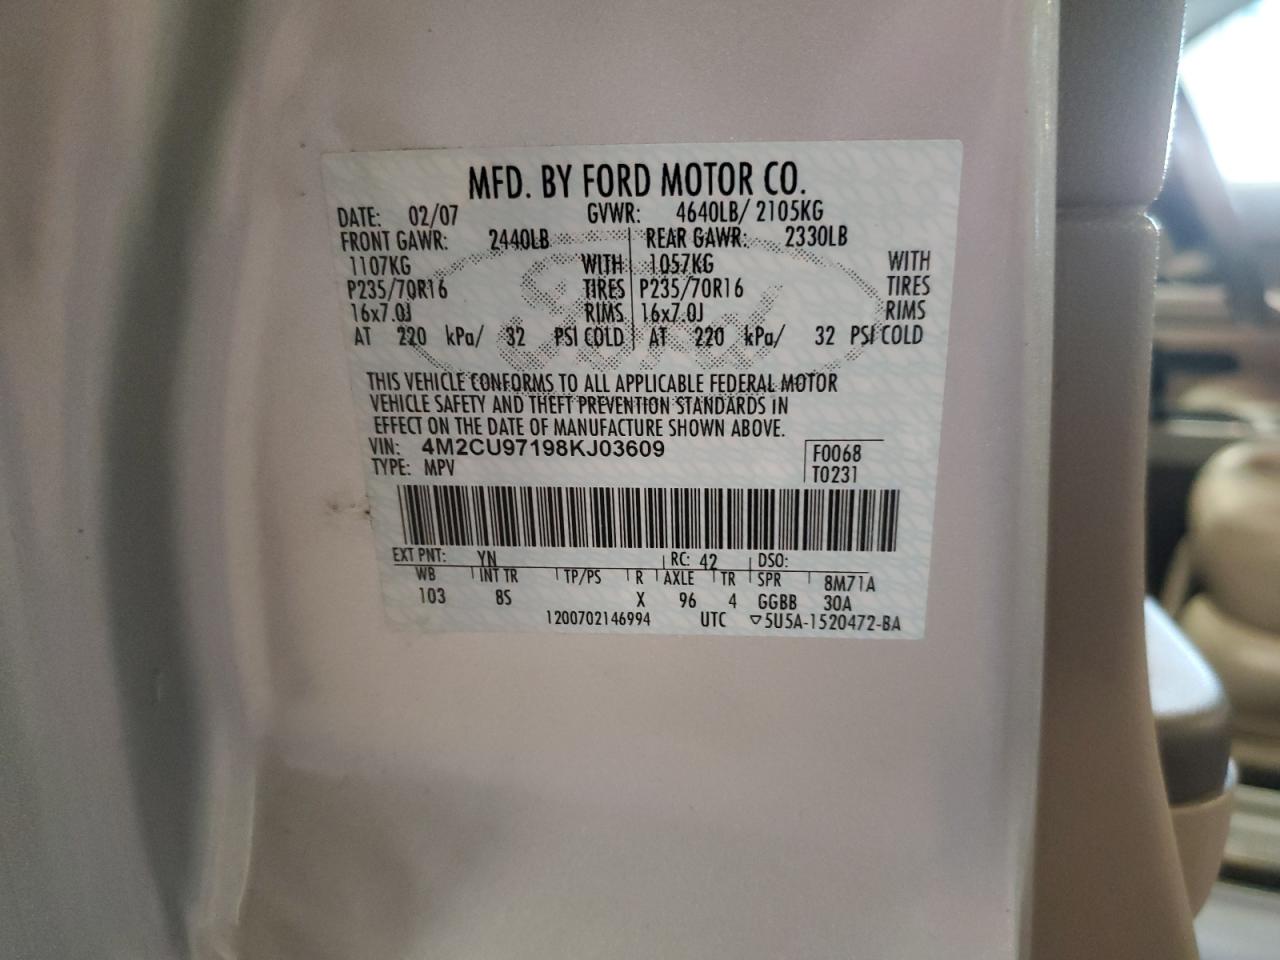 MFD. BY FORD MOTOR CO.
DATE: 02/07 GVWR: 4640LB/ 2105KG
FRONT GAWR: 2440LB REAR GAWR: 2330LB
1107KG WITH 1057KG WITH
P235/70R16 TIRES P235/70R16 TIRES
16x7.0J RIMS 16x7.0J RIMS
AT 220 kPa/ 32 PSI COLD AT 220 kPa/ 32 PSI COLD
Ford
THIS VEHICLE CONFORMS TO ALL APPLICABLE FEDERAL MOTOR
VEHICLE SAFETY AND THEFT PREVENTION STANDARDS IN
EFFECT ON THE DATE OF MANUFACTURE SHOWN ABOVE.
VIN: 4M2CU97198KJ03609 F0068
TYPE: MPV T0231
EXT PNT: YN RC: 42 DSO:
WB INT TR TP/PS R AXLE TR SPR 8M71A
103 8S X 96 4 GGBB 30A
1200702146994 UTC ▽5U5A-1520472-BA